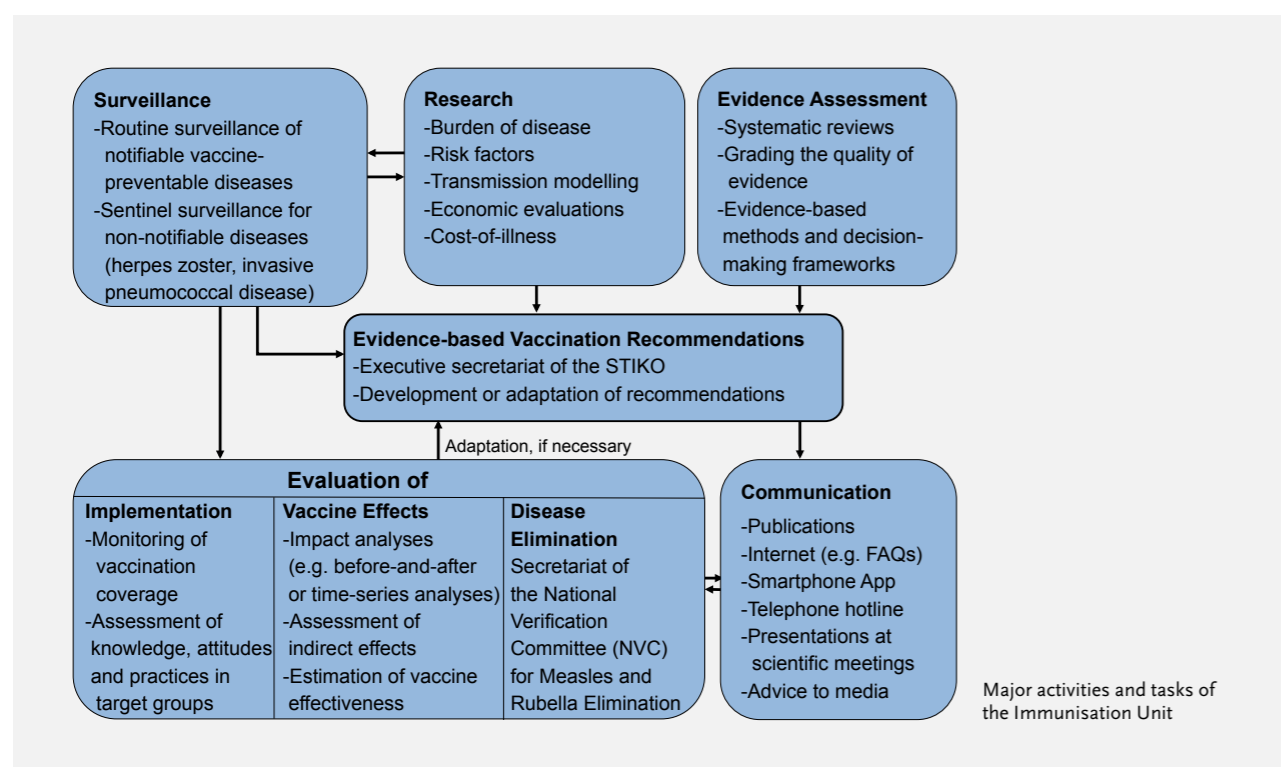 Surveillance
-Routine surveillance of
notifiable vaccine-
preventable diseases
-Sentinel surveillance for
non-notifiable diseases
(herpes zoster, invasive
pneumococcal disease)
Research
-Burden of disease
-Risk factors
-Transmission modelling
-Economic evaluations
-Cost-of-illness
Evidence Assessment
-Systematic reviews
-Grading the quality of
evidence
-Evidence-based
methods and decision-
making frameworks
Evidence-based Vaccination Recommendations
-Executive secretariat of the STIKO
-Development or adaptation of recommendations
Adaptation, if necessary
Evaluation of
Implementation
-Monitoring of
vaccination
coverage
-Assessment of
knowledge, attitudes
and practices in
target groups
Vaccine Effects
-Impact analyses
(e.g. before-and-after
or time-series analyses)
-Assessment of
indirect effects
-Estimation of vaccine
effectiveness
Disease
Elimination
Secretariat of
the National
Verification
Committee (NVC)
for Measles and
Rubella Elimination
Communication
-Publications
-Internet (e.g. FAQs)
-Smartphone App
-Telephone hotline
-Presentations at
scientific meetings
-Advice to media
Major activities and tasks of
the Immunisation Unit